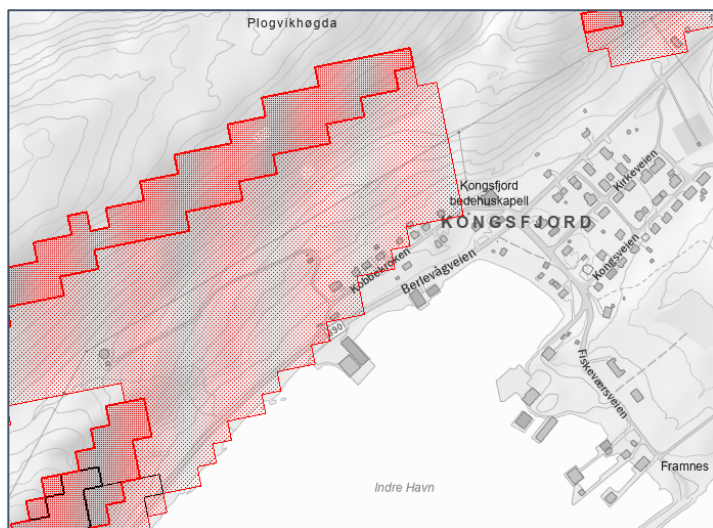 Plogvikhøgda
Kongsfjord
bedehuskapell
Kirkeveien
KONGSFJORD
Kobbekroken
Berlevågveien
Kongsveien
890
Fiskeværsveien
Framnes
Indre Havn